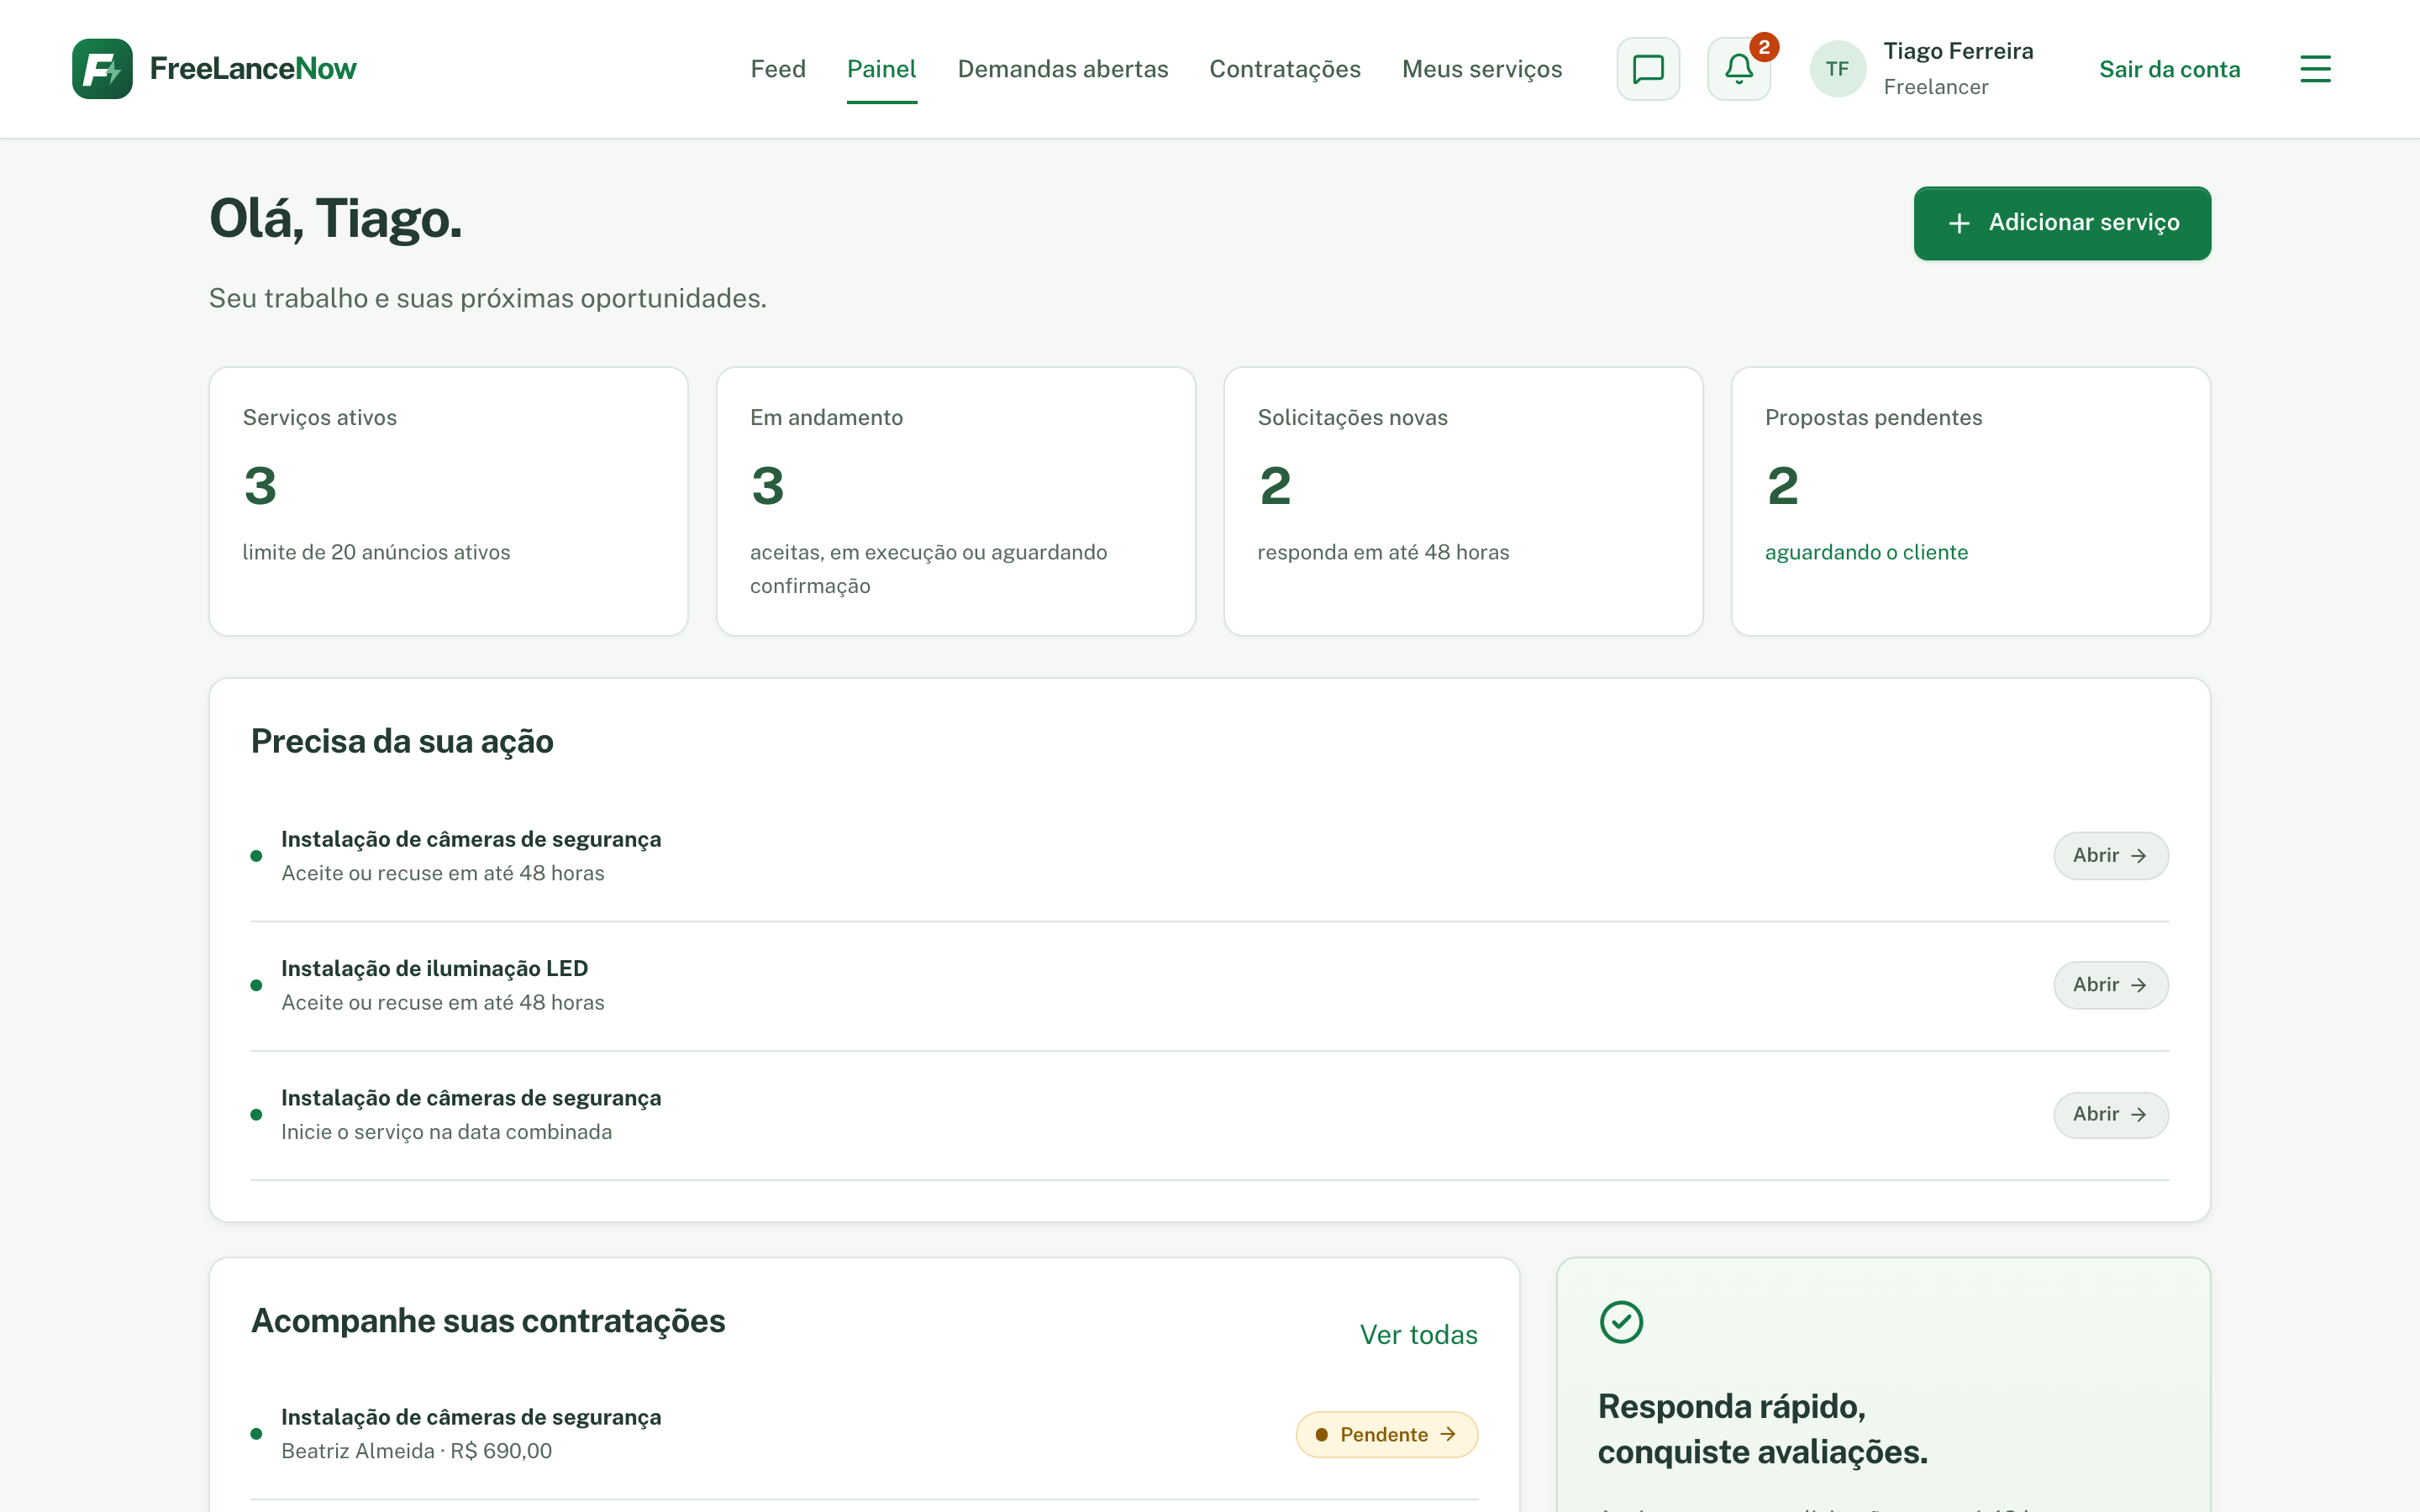 FreeLanceNow
Feed
Painel
Demandas abertas
Contratações
Meus serviços
2
TF
Tiago Ferreira
Freelancer
Sair da conta
Olá, Tiago.
Adicionar serviço
Seu trabalho e suas próximas oportunidades.
Serviços ativos
3
limite de 20 anúncios ativos
Em andamento
3
aceitas, em execução ou aguardando
confirmação
Solicitações novas
2
responda em até 48 horas
Propostas pendentes
2
aguardando o cliente
Precisa da sua ação
Instalação de câmeras de segurança
Aceite ou recuse em até 48 horas
Abrir →
Instalação de iluminação LED
Aceite ou recuse em até 48 horas
Abrir →
Instalação de câmeras de segurança
Inicie o serviço na data combinada
Abrir →
Acompanhe suas contratações
Ver todas
Instalação de câmeras de segurança
Beatriz Almeida · R$ 690,00
Pendente →
Responda rápido,
conquiste avaliações.